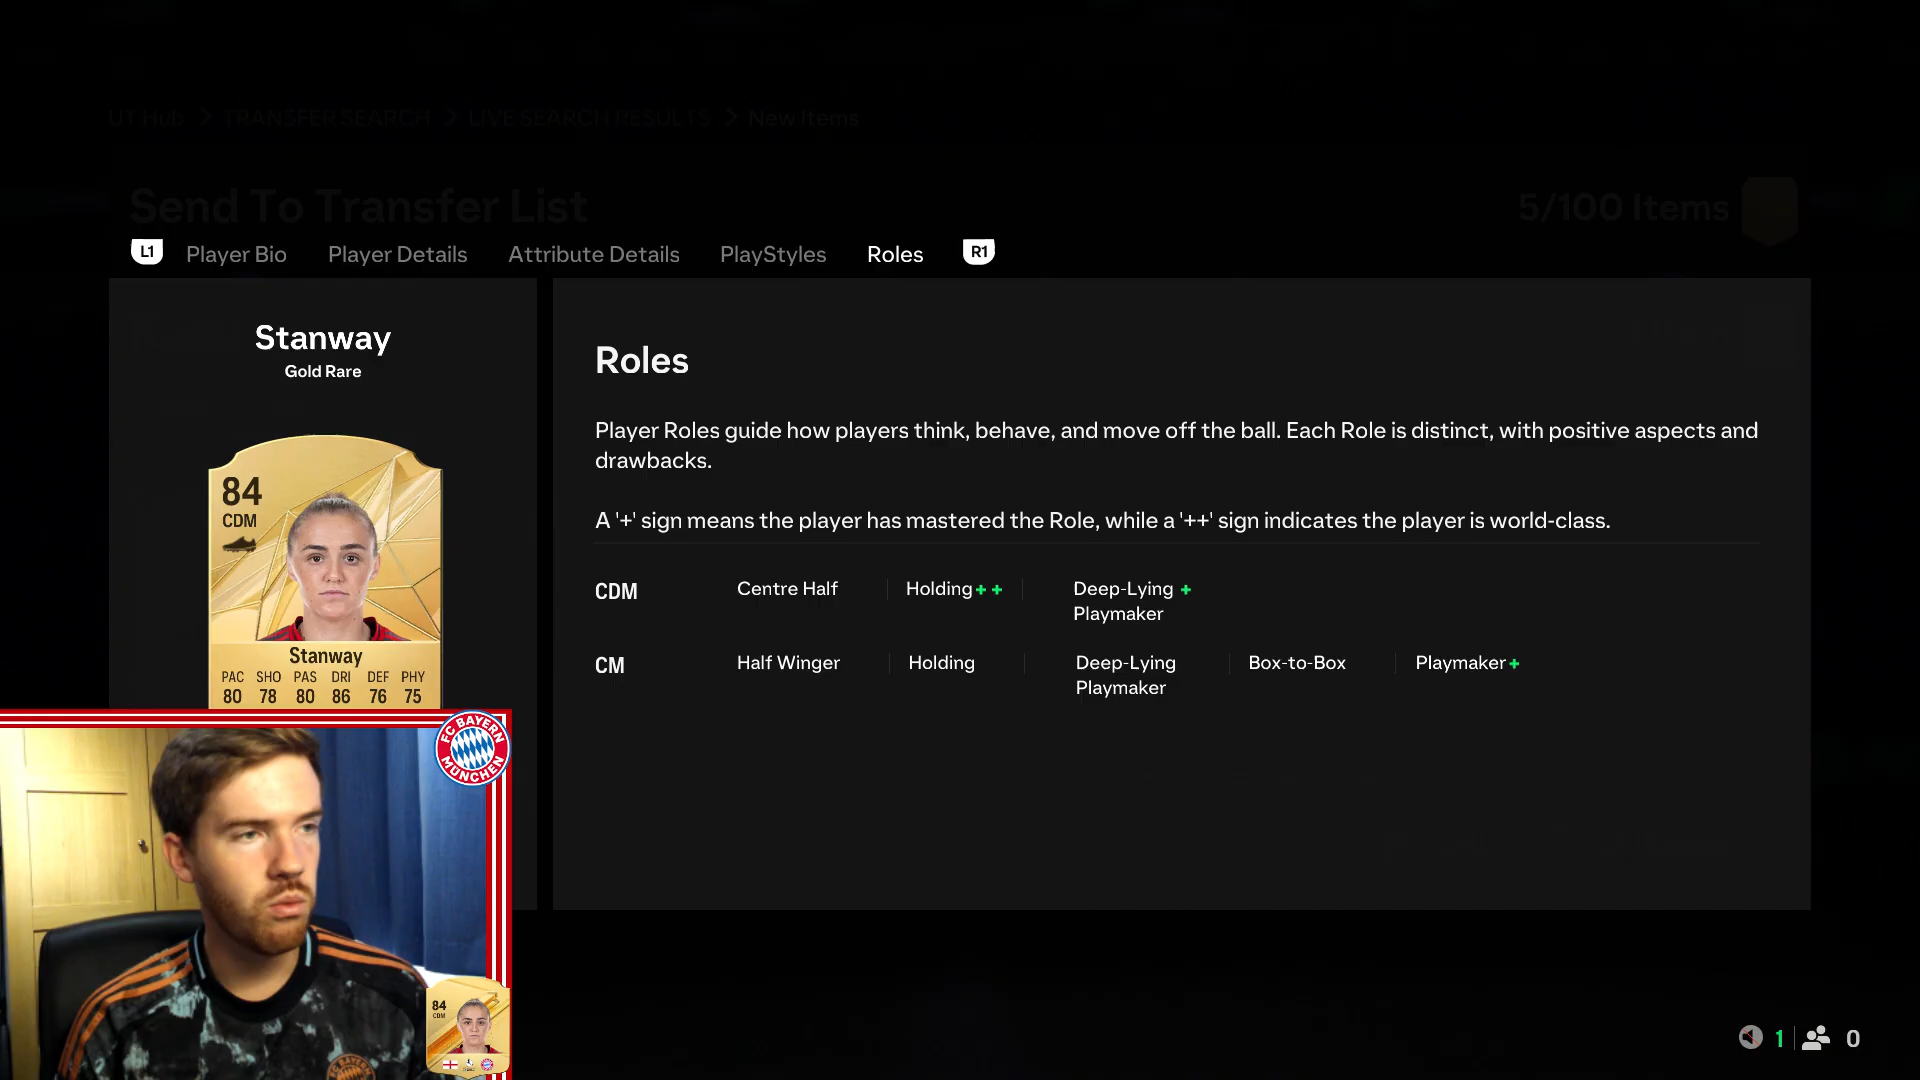 UT Hub > TRANSFER SEARCH > LIVE SEARCH RESULTS > New Items
Send To Transfer List
5/100 Items
L1 Player Bio Player Details Attribute Details PlayStyles Roles R1
Stanway
Gold Rare
84
CDM
Stanway
PAC SHO PAS DRI DEF PHY
80 78 80 86 76 75
Roles
Player Roles guide how players think, behave, and move off the ball. Each Role is distinct, with positive aspects and
drawbacks.
A '+' sign means the player has mastered the Role, while a '++' sign indicates the player is world-class.
CDM Centre Half Holding++ Deep-Lying +
Playmaker
CM Half Winger Holding Deep-Lying Box-to-Box Playmaker+
Playmaker
FC BAYERN
MÜNCHEN
84
CDM
1 0